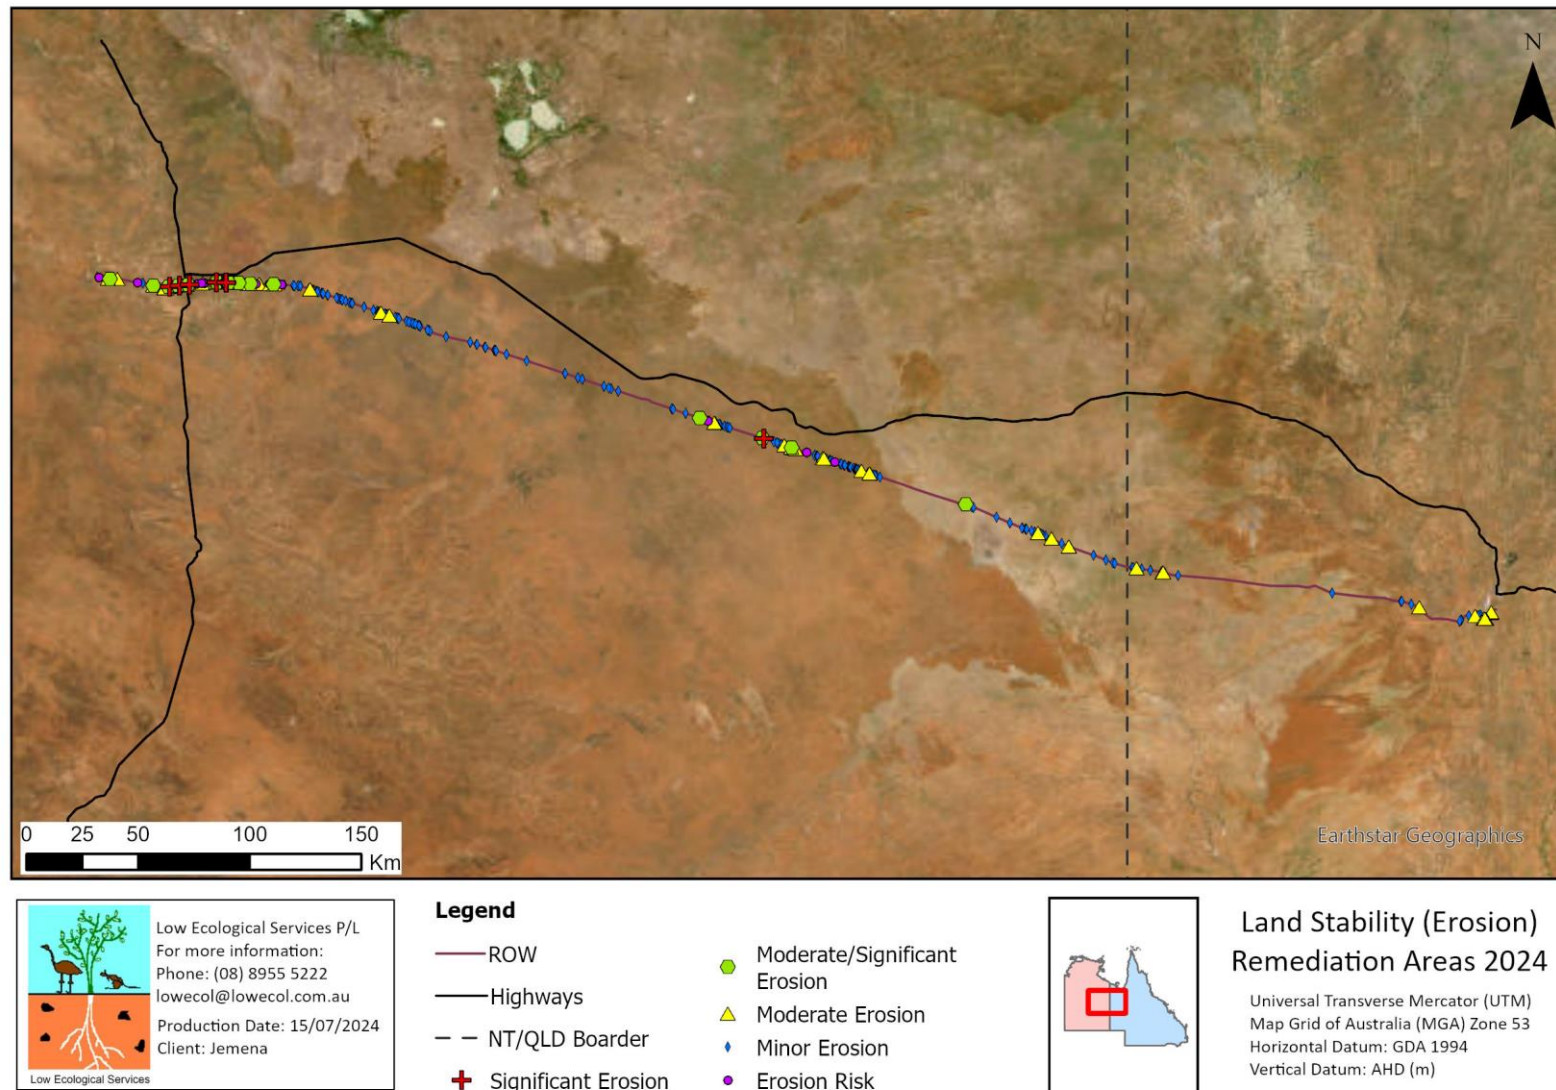 N
0 25 50 100 150
Km
Earthstar Geographics
Low Ecological Services P/L
For more information:
Phone: (08) 8955 5222
lowecol@lowecol.com.au
Production Date: 15/07/2024
Client: Jemena
Low Ecological Services
Legend
ROW
Highways
NT/QLD Boarder
Significant Erosion
Moderate/Significant
Erosion
Moderate Erosion
Minor Erosion
Erosion Risk
Land Stability (Erosion)
Remediation Areas 2024
Universal Transverse Mercator (UTM)
Map Grid of Australia (MGA) Zone 53
Horizontal Datum: GDA 1994
Vertical Datum: AHD (m)